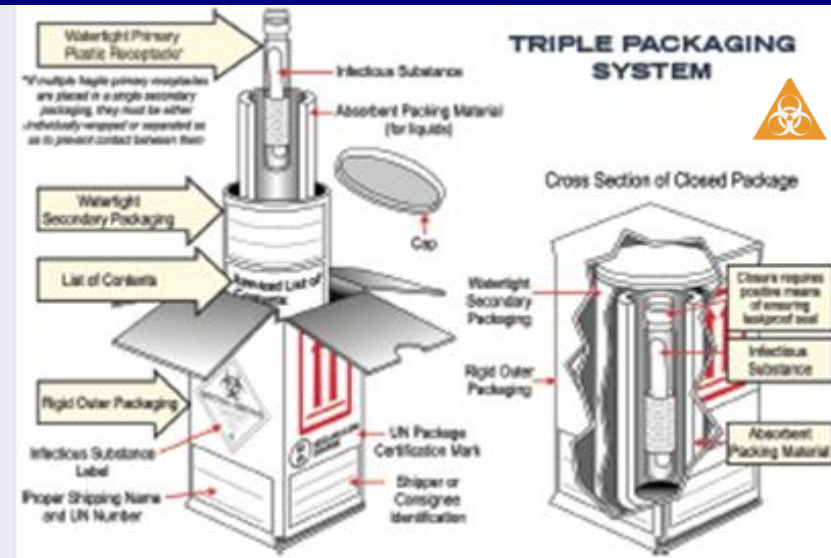 TRIPLE PACKAGING
SYSTEM
Watertight Primary
Plastic Receptacle*
*If multiple fragile primary receptacles
are placed in a single secondary
packaging, they must be either
individually wrapped or separated so
as to prevent contact between them
Infectious Substance
Absorbent Packing Material
(for liquids)
Watertight
Secondary Packaging
Cap
List of Contents
Itemized List of
Contents:
Rigid Outer Packaging
Infectious Substance
Label
Proper Shipping Name
and UN Number
UN Package
Certification Mark
Shipper or
Consignee
Identification
Cross Section of Closed Package
Watertight
Secondary
Packaging
Rigid Outer
Packaging
Closure requires
positive means
of ensuring
leakproof seal
Infectious
Substance
Absorbent
Packing Material